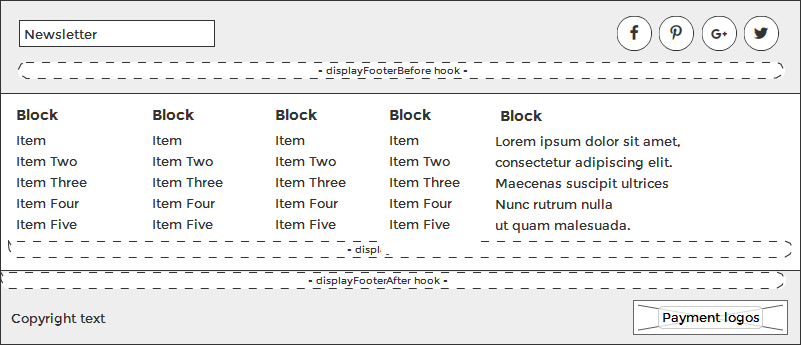 Newsletter
- displayFooterBefore hook -
Block Block Block Block Block
Item Item Item Item Lorem ipsum dolor sit amet,
Item Two Item Two Item Two Item Two consectetur adipiscing elit.
Item Three Item Three Item Three Item Three Maecenas suscipit ultrices
Item Four Item Four Item Four Item Four Nunc rutrum nulla
Item Five Item Five Item Five Item Five ut quam malesuada.
- displayFooterAfter hook -
Copyright text Payment logos